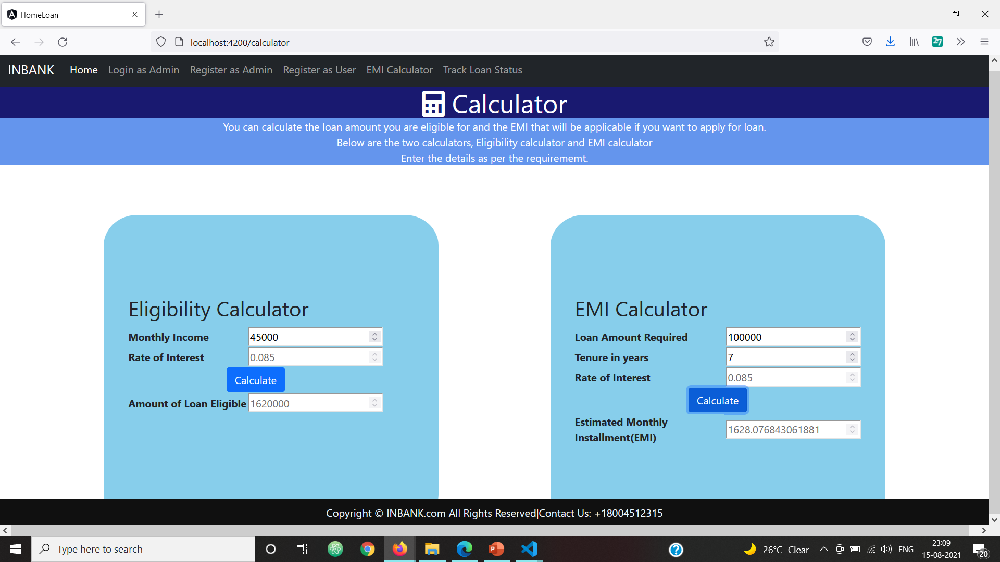 HomeLoan
localhost:4200/calculator
27
INBANK Home Login as Admin Register as Admin Register as User EMI Calculator Track Loan Status
Calculator
You can calculate the loan amount you are eligible for and the EMI that will be applicable if you want to apply for loan.
Below are the two calculators, Eligibility calculator and EMI calculator
Enter the details as per the requirememt.
Eligibility Calculator
Monthly Income 45000
Rate of Interest 0.085
Calculate
Amount of Loan Eligible 1620000
EMI Calculator
Loan Amount Required 100000
Tenure in years 7
Rate of Interest 0.085
Calculate
Estimated Monthly
Installment(EMI) 1628.076843061881
Copyright © INBANK.com All Rights Reserved|Contact Us: +18004512315
Type here to search
26°C Clear
ENG
23:09
15-08-2021
20